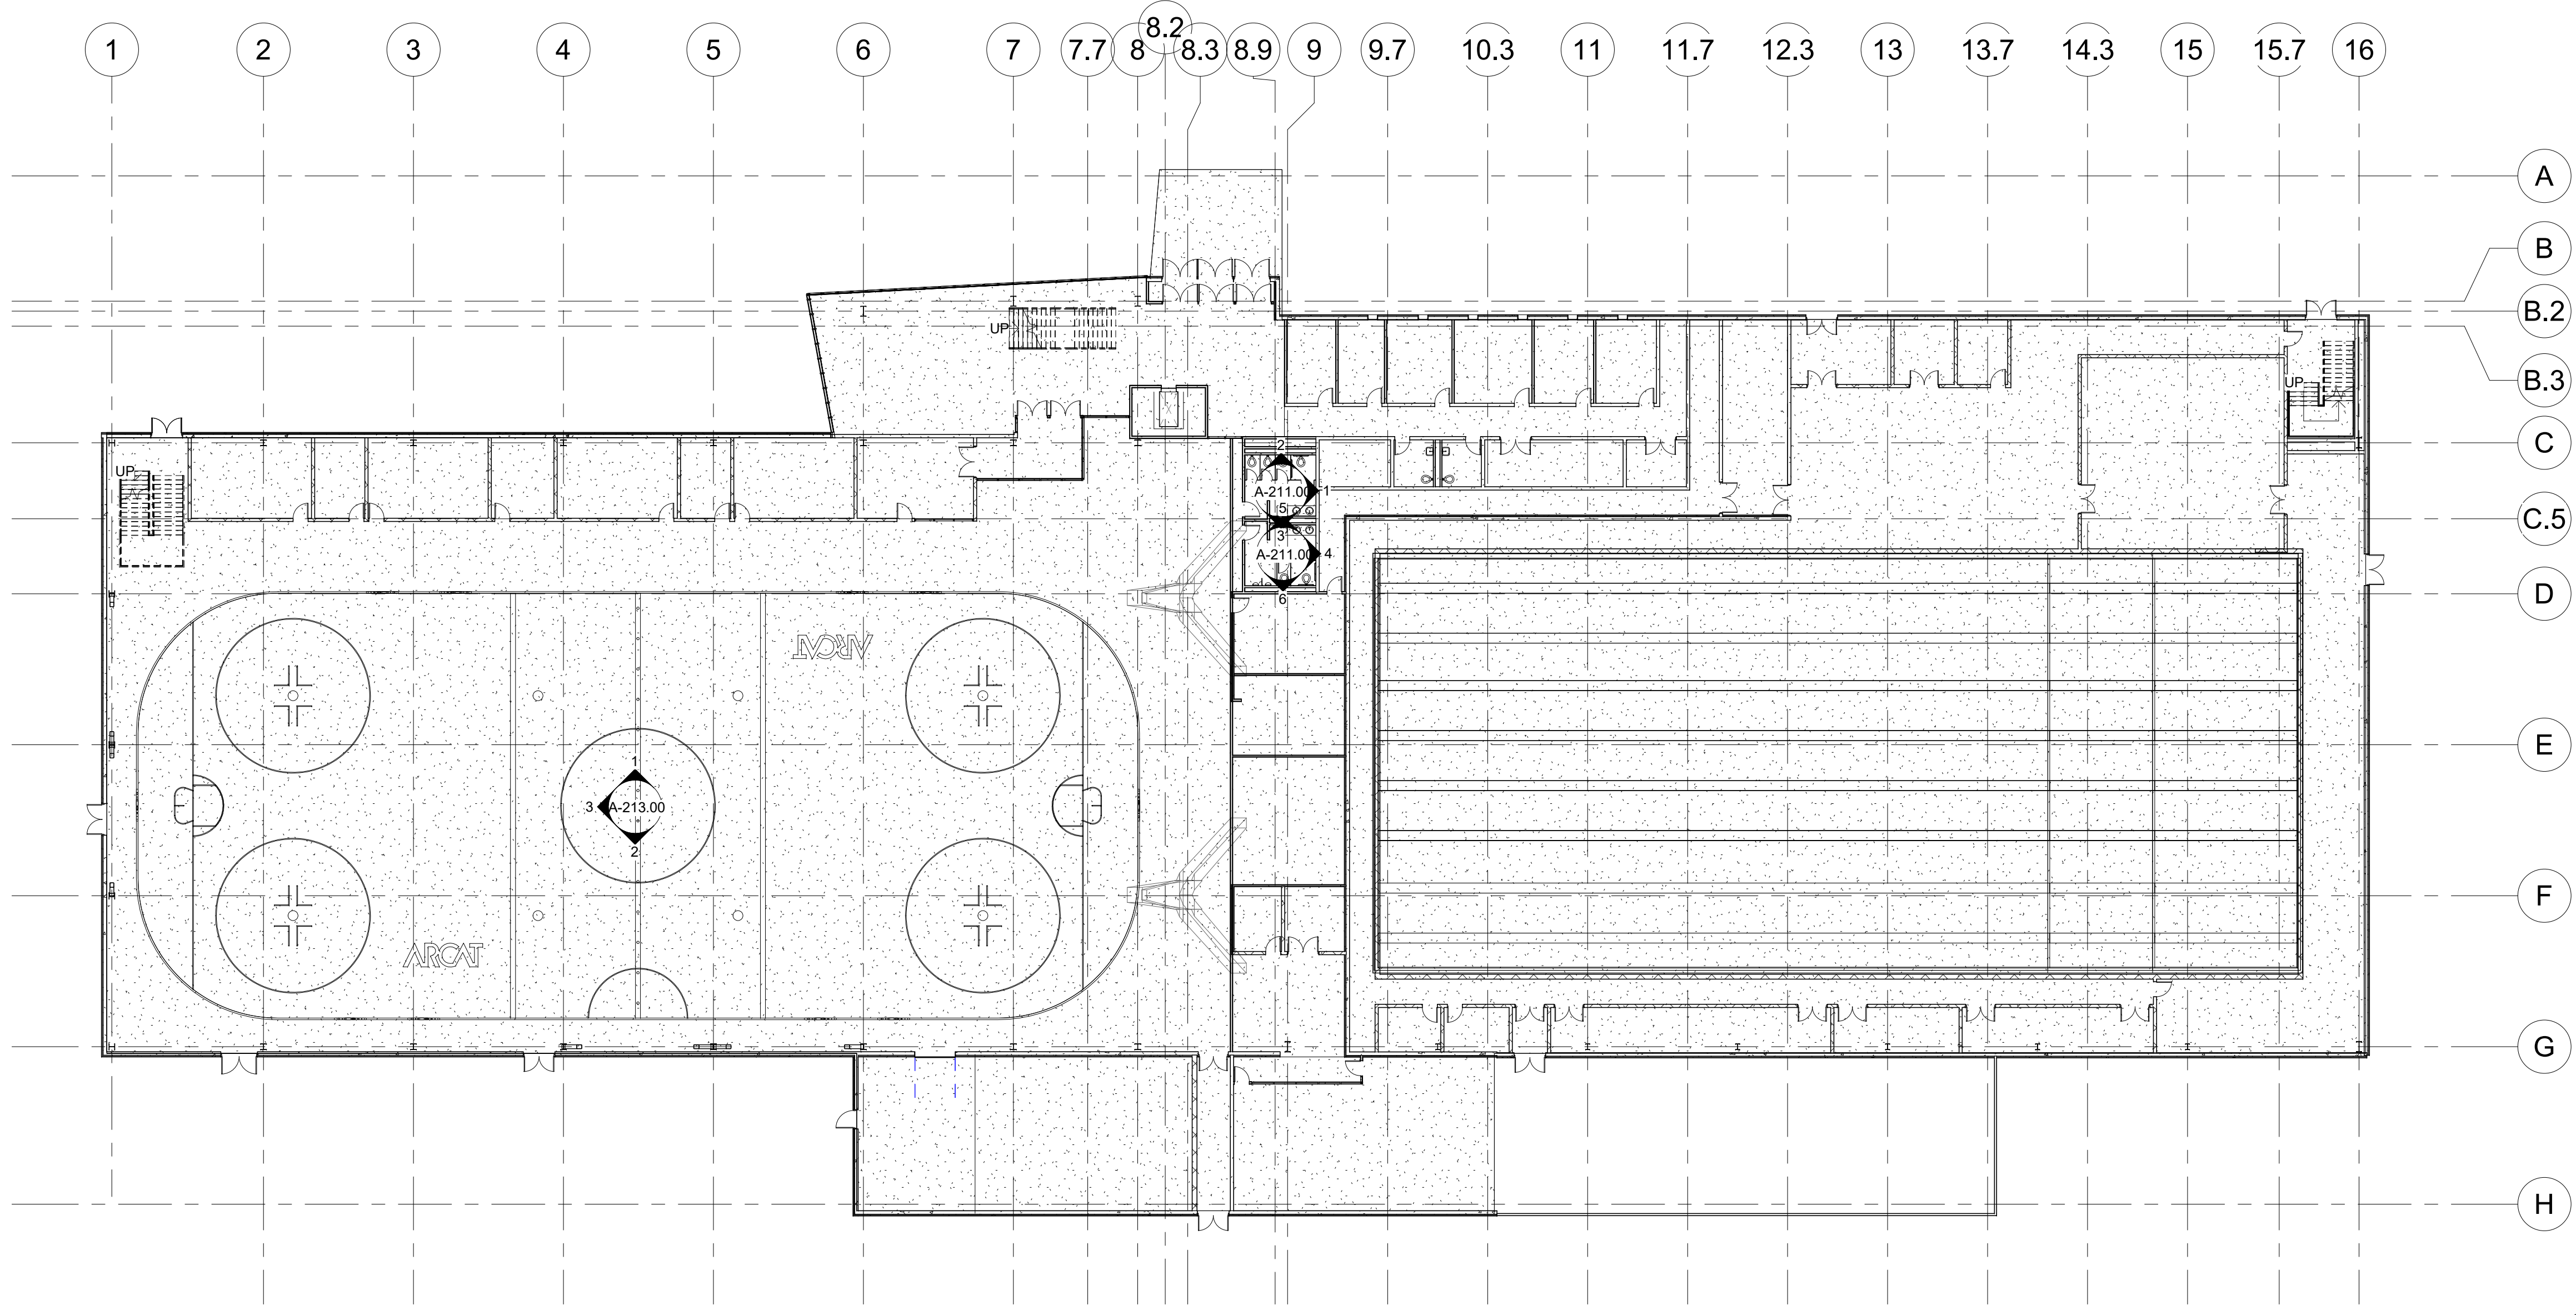 8.2
1 2 3 4 5 6 7 7.7 8 8.3 8.9 9 9.7 10.3 11 11.7 12.3 13 13.7 14.3 15 15.7 16
A
B
B.2
UP
B.3
UP
C
2
UP
A-211.00 1
5
C.5
3
A-211.00 4
D
6
ARCAT
E
1
3 A-213.00
2
F
ARCAT
G
H